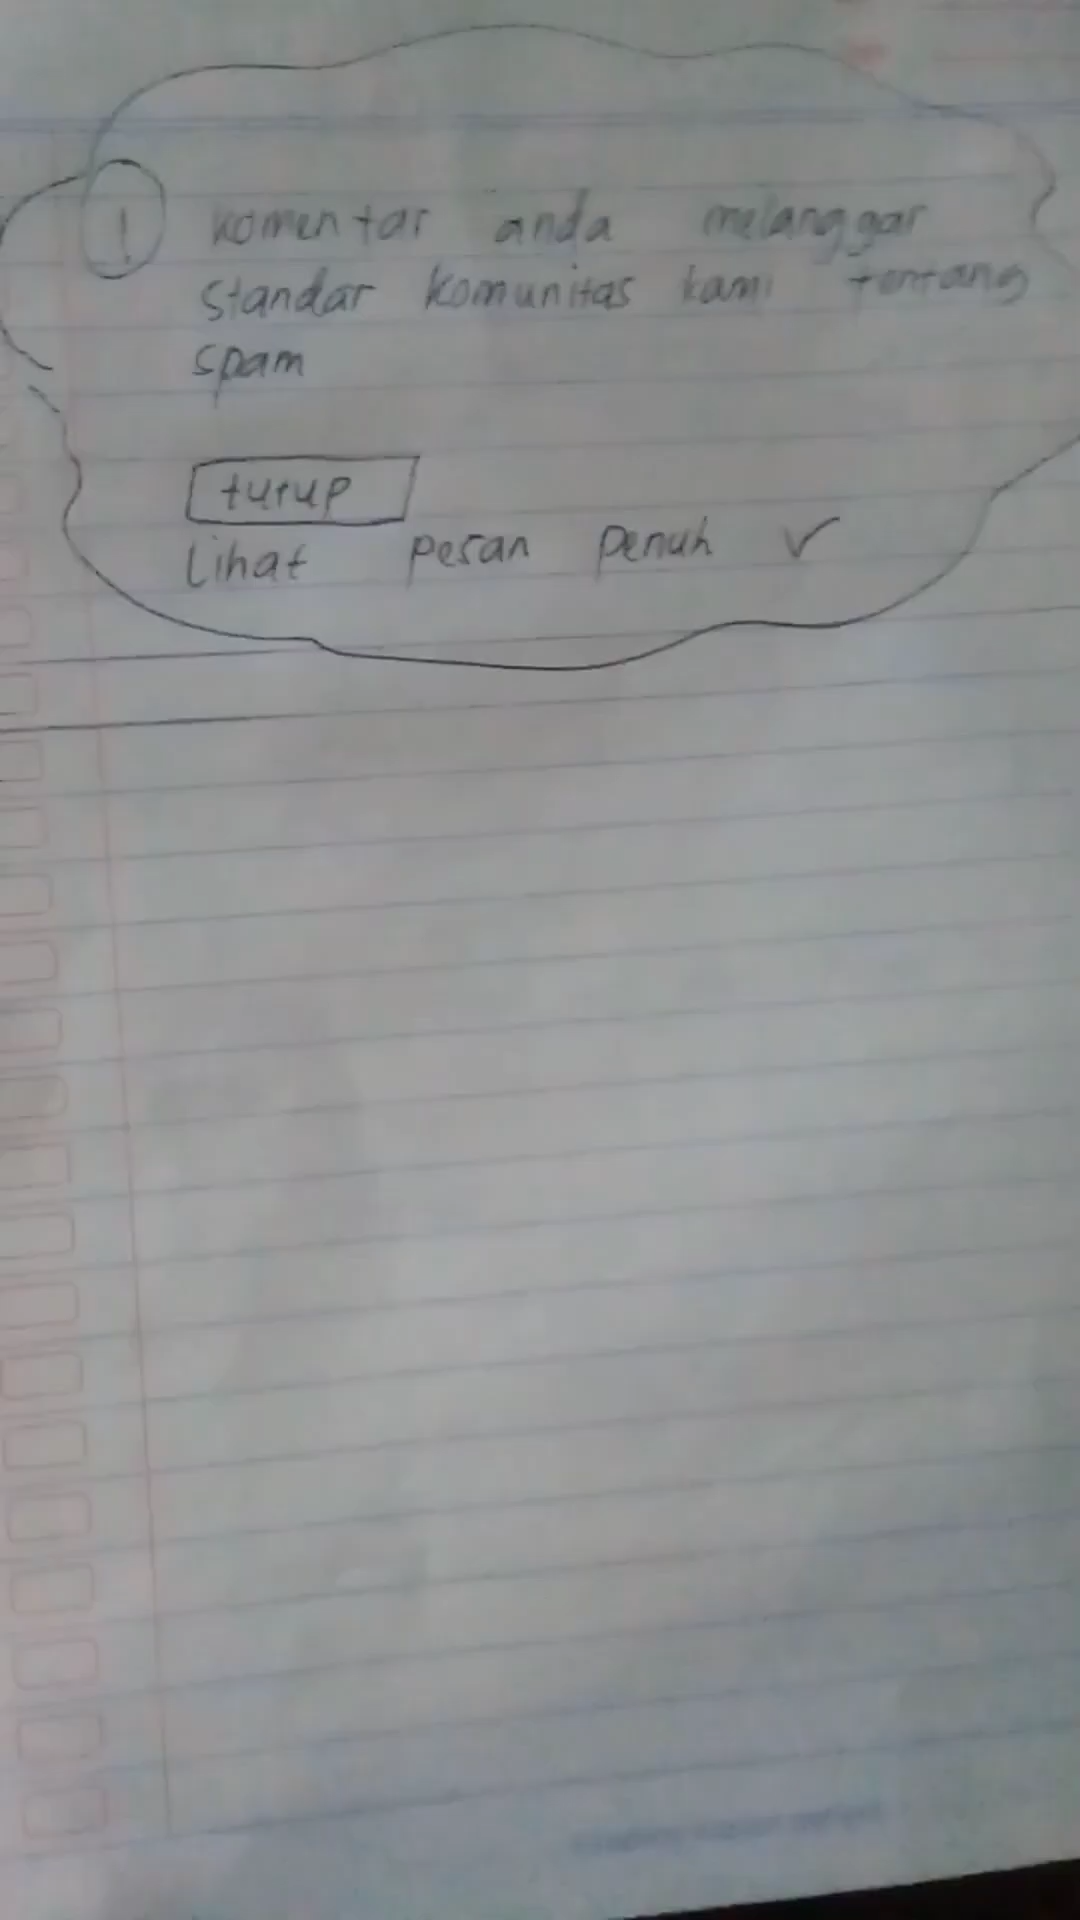 ! komentar anda melanggar
standar komunitas kami tentang
spam
tutup
Lihat pesan penuh ✓